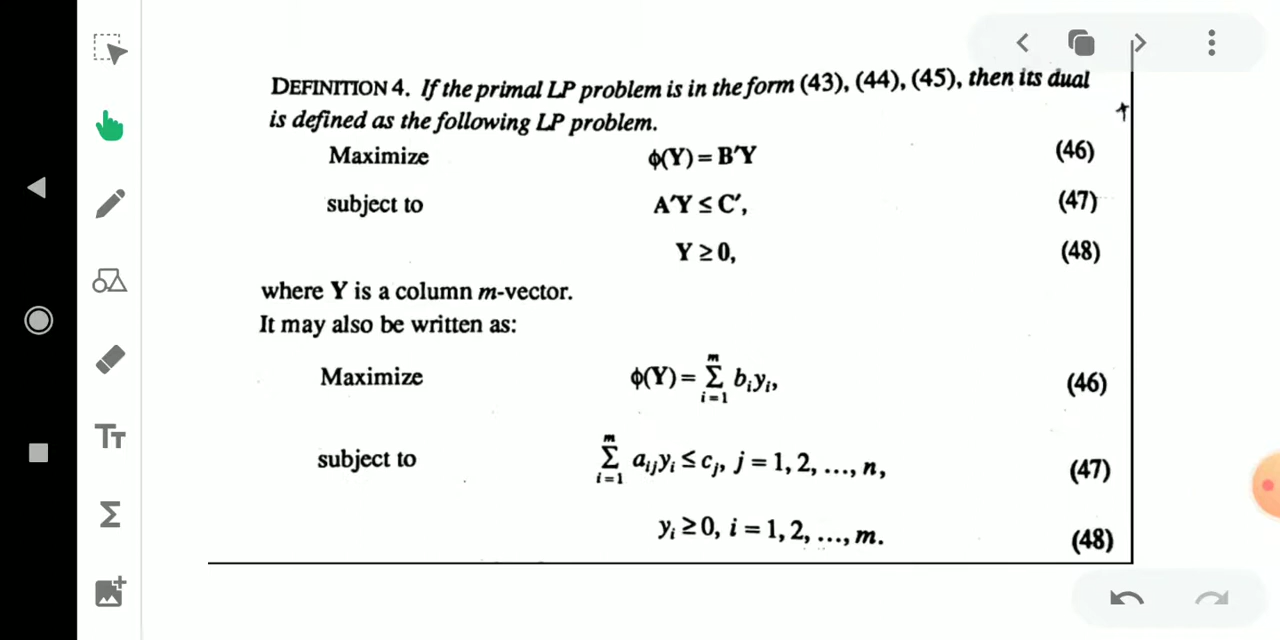 DEFINITION 4. If the primal LP problem is in the form (43), (44), (45), then its dual
is defined as the following LP problem.
Maximize ϕ(Y) = B′Y (46)
subject to A′Y ≤ C′, (47)
Y ≥ 0, (48)
where Y is a column m-vector.
It may also be written as:
Maximize ϕ(Y) = Σ_{i=1}^{m} b_i y_i, (46)
subject to Σ_{i=1}^{m} a_{ij} y_i ≤ c_j, j = 1, 2, ..., n, (47)
y_i ≥ 0, i = 1, 2, ..., m. (48)
TT
Σ